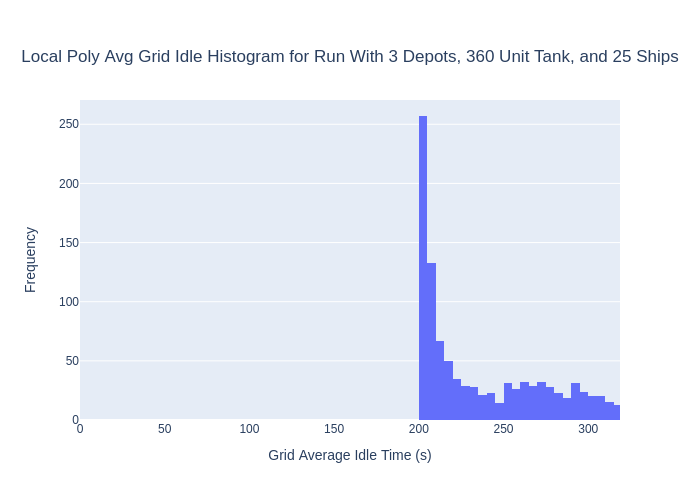 Local Poly Avg Grid Idle Histogram for Run With 3 Depots, 360 Unit Tank, and 25 Ships
250
200
150
100
50
0
0 50 100 150 200 250 300
Frequency
Grid Average Idle Time (s)